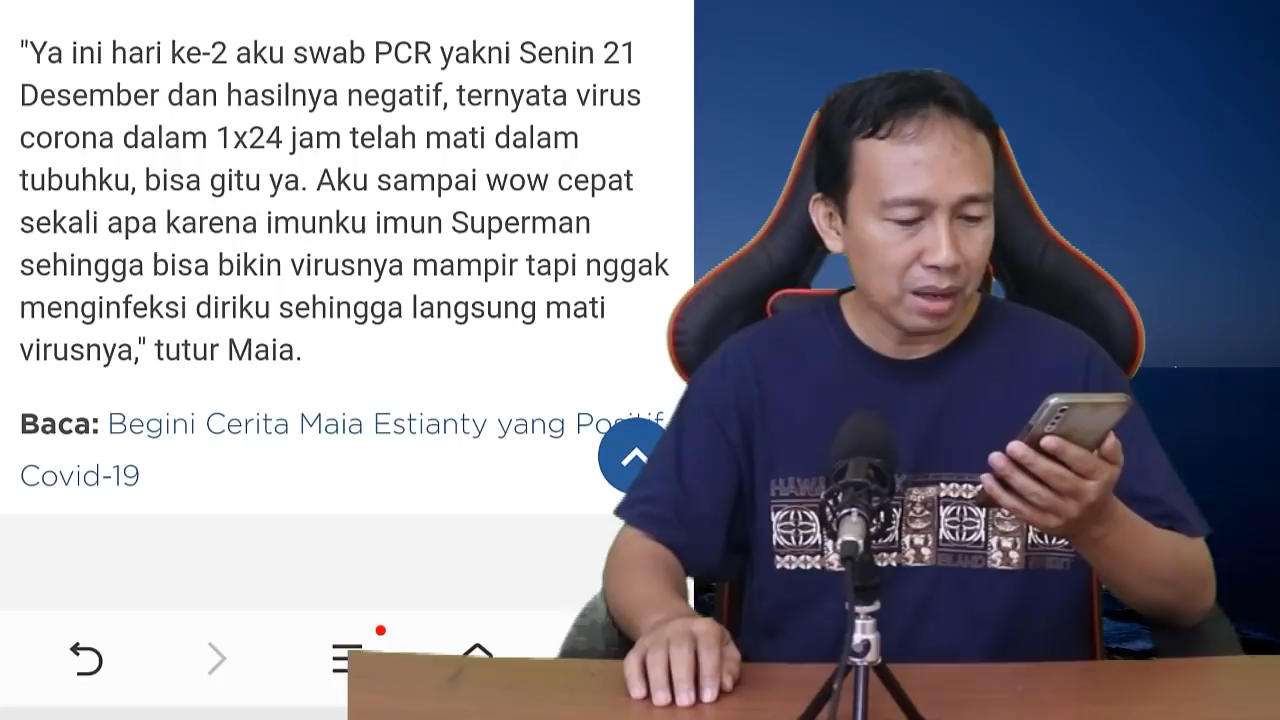 "Ya ini hari ke-2 aku swab PCR yakni Senin 21
Desember dan hasilnya negatif, ternyata virus
corona dalam 1x24 jam telah mati dalam
tubuhku, bisa gitu ya. Aku sampai wow cepat
sekali apa karena imunku imun Superman
sehingga bisa bikin virusnya mampir tapi nggak
menginfeksi diriku sehingga langsung mati
virusnya," tutur Maia.
Baca: Begini Cerita Maia Estianty yang Positif
Covid-19